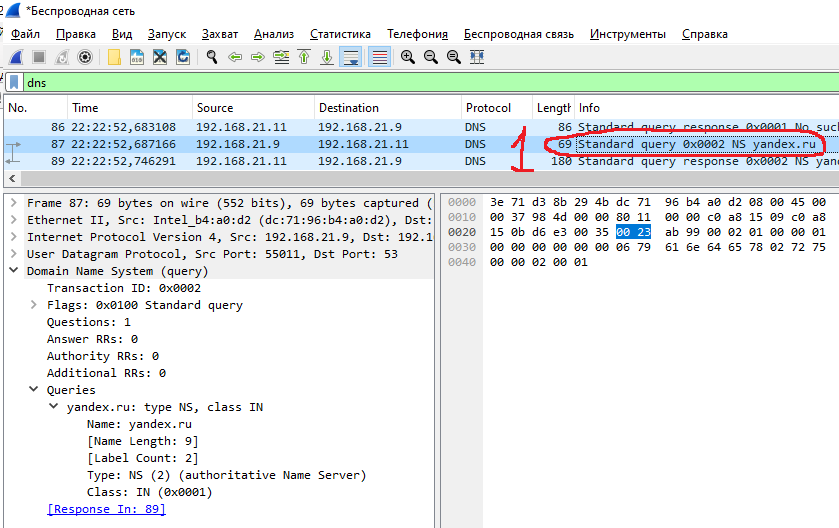 *Беспроводная сеть
Файл Правка Вид Запуск Захват Анализ Статистика Телефония Беспроводная связь Инструменты Справка
dns
No. Time Source Destination Protocol Length Info
86 22:22:52,683108 192.168.21.11 192.168.21.9 DNS 86 Standard query response 0x0001 No suc
87 22:22:52,687166 192.168.21.9 192.168.21.11 DNS 69 Standard query 0x0002 NS yandex.ru
89 22:22:52,746291 192.168.21.11 192.168.21.9 DNS 180 Standard query response 0x0002 NS yan
1
Frame 87: 69 bytes on wire (552 bits), 69 bytes captured (
Ethernet II, Src: Intel_b4:a0:d2 (dc:71:96:b4:a0:d2), Dst:
Internet Protocol Version 4, Src: 192.168.21.9, Dst: 192.1
User Datagram Protocol, Src Port: 55011, Dst Port: 53
Domain Name System (query)
Transaction ID: 0x0002
Flags: 0x0100 Standard query
Questions: 1
Answer RRs: 0
Authority RRs: 0
Additional RRs: 0
Queries
yandex.ru: type NS, class IN
Name: yandex.ru
[Name Length: 9]
[Label Count: 2]
Type: NS (2) (authoritative Name Server)
Class: IN (0x0001)
[Response In: 89]
0000 3e 71 d3 8b 29 4b dc 71 96 b4 a0 d2 08 00 45 00
0010 00 37 98 4d 00 00 80 11 00 00 c0 a8 15 09 c0 a8
0020 15 0b d6 e3 00 35 00 23 ab 99 00 02 01 00 00 01
0030 00 00 00 00 00 00 06 79 61 6e 64 65 78 02 72 75
0040 00 00 02 00 01